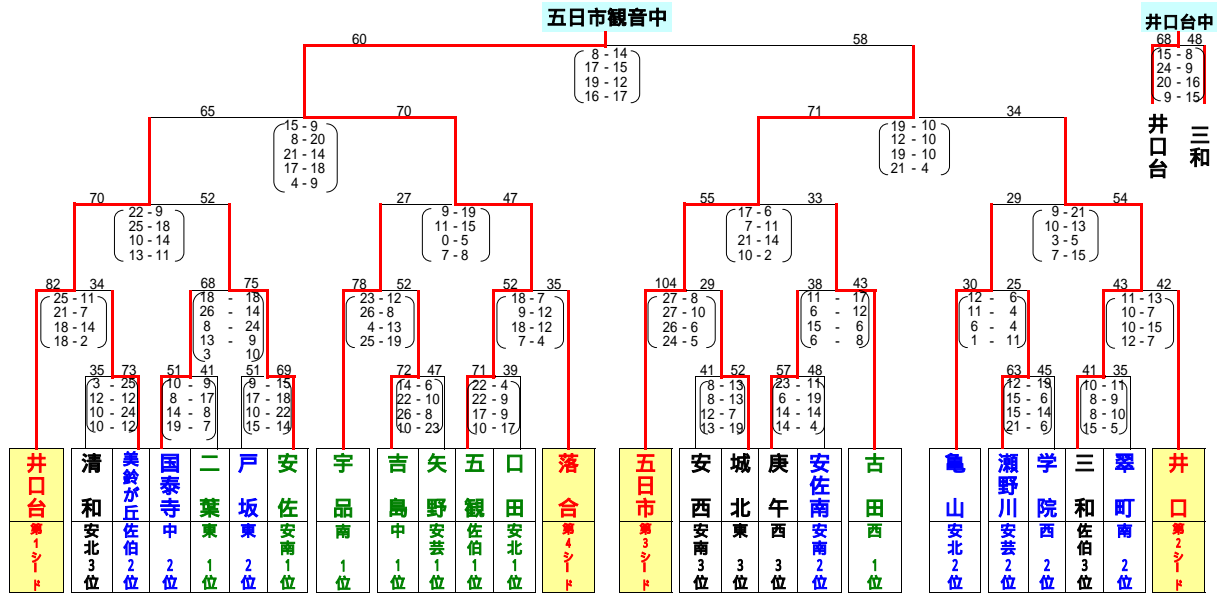 五日市観音中
井口台中
60
58
68 48
8 - 14
17 - 15
19 - 12
16 - 17
15 - 8
24 - 9
20 - 16
9 - 15
井口台
三和
65
70
71
34
15 - 9
8 - 20
21 - 14
17 - 18
4 - 9
19 - 10
12 - 10
19 - 10
21 - 4
70
52
27
47
55
33
29
54
22 - 9
25 - 18
10 - 14
13 - 11
9 - 19
11 - 15
0 - 5
7 - 8
17 - 6
7 - 11
21 - 14
10 - 2
9 - 21
10 - 13
3 - 5
7 - 15
82 34
68 75
78 52
52 35
104 29
38 43
30 25
43 42
25 - 11
21 - 7
18 - 14
18 - 2
18 - 18
26 - 14
8 - 24
13 - 9
3 10
23 - 12
26 - 8
4 - 13
25 - 19
18 - 7
9 - 12
18 - 12
7 - 4
27 - 8
27 - 10
26 - 6
24 - 5
11 - 17
6 - 12
15 - 6
6 - 8
12 - 6
11 - 4
6 - 4
1 - 11
11 - 13
10 - 7
10 - 15
12 - 7
35 73
51 41
51 69
72 47
71 39
41 52
57 48
63 45
41 35
3 - 25
12 - 12
10 - 24
10 - 12
10 - 9
8 - 17
14 - 8
19 - 7
9 - 15
17 - 18
10 - 22
15 - 14
14 - 6
22 - 10
26 - 8
10 - 23
22 - 4
22 - 9
17 - 9
10 - 17
8 - 13
8 - 13
12 - 7
13 - 19
23 - 11
6 - 19
14 - 14
14 - 4
12 - 19
15 - 6
15 - 14
21 - 6
10 - 11
8 - 9
8 - 10
15 - 5
井口台
第1シード
清和
安北3位
美鈴が丘
佐伯2位
国泰寺
中 2位
二葉
東 1位
戸坂
東 2位
安佐
安南1位
宇品
南 1位
吉島
中 1位
矢野
安芸1位
五観
佐伯1位
口田
安北1位
落合
第4シード
五日市
第3シード
安西
安南3位
城北
東 3位
庚午
西 3位
安佐南
安南2位
古田
西 1位
亀山
安北2位
瀬野川
安芸2位
学院
西 2位
三和
佐伯3位
翠町
南 2位
井口
第2シード